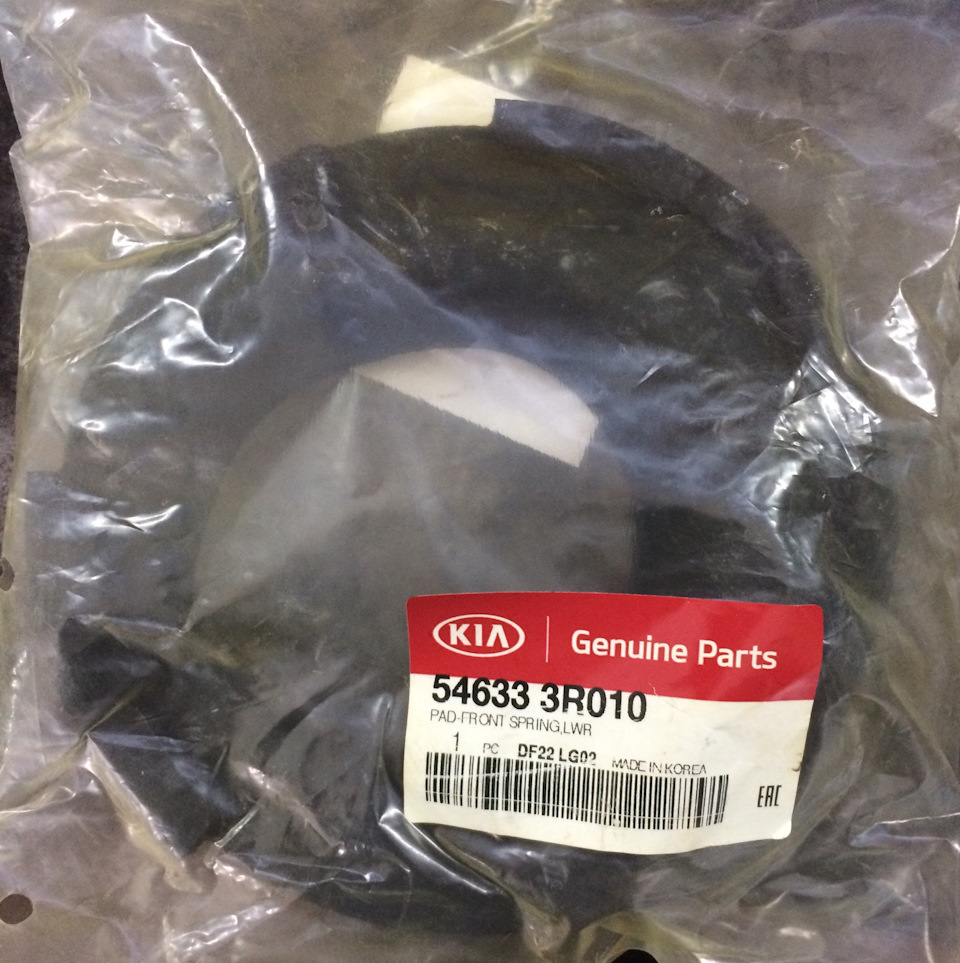 KIA Genuine Parts
54633 3R010
PAD-FRONT SPRING,LWR
1 PC DF22 LG02 MADE IN KOREA
EAC